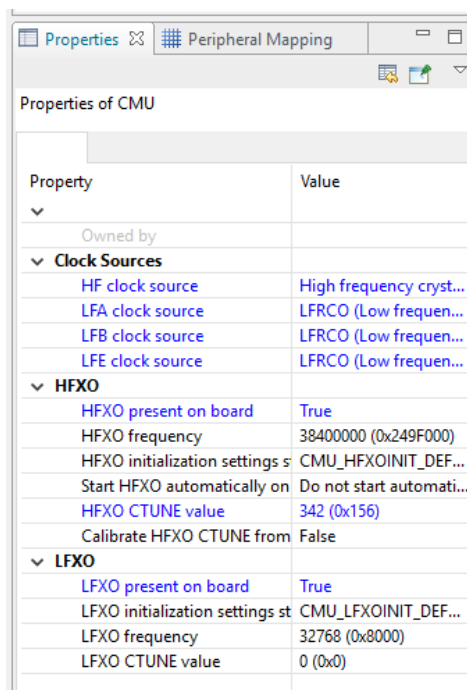 Properties Peripheral Mapping
Properties of CMU
Property Value
Owned by
Clock Sources
HF clock source High frequency cryst...
LFA clock source LFRCO (Low frequen...
LFB clock source LFRCO (Low frequen...
LFE clock source LFRCO (Low frequen...
HFXO
HFXO present on board True
HFXO frequency 38400000 (0x249F000)
HFXO initialization settings s CMU_HFXOINIT_DEF...
Start HFXO automatically on Do not start automati...
HFXO CTUNE value 342 (0x156)
Calibrate HFXO CTUNE from False
LFXO
LFXO present on board True
LFXO initialization settings st CMU_LFXOINIT_DEF...
LFXO frequency 32768 (0x8000)
LFXO CTUNE value 0 (0x0)